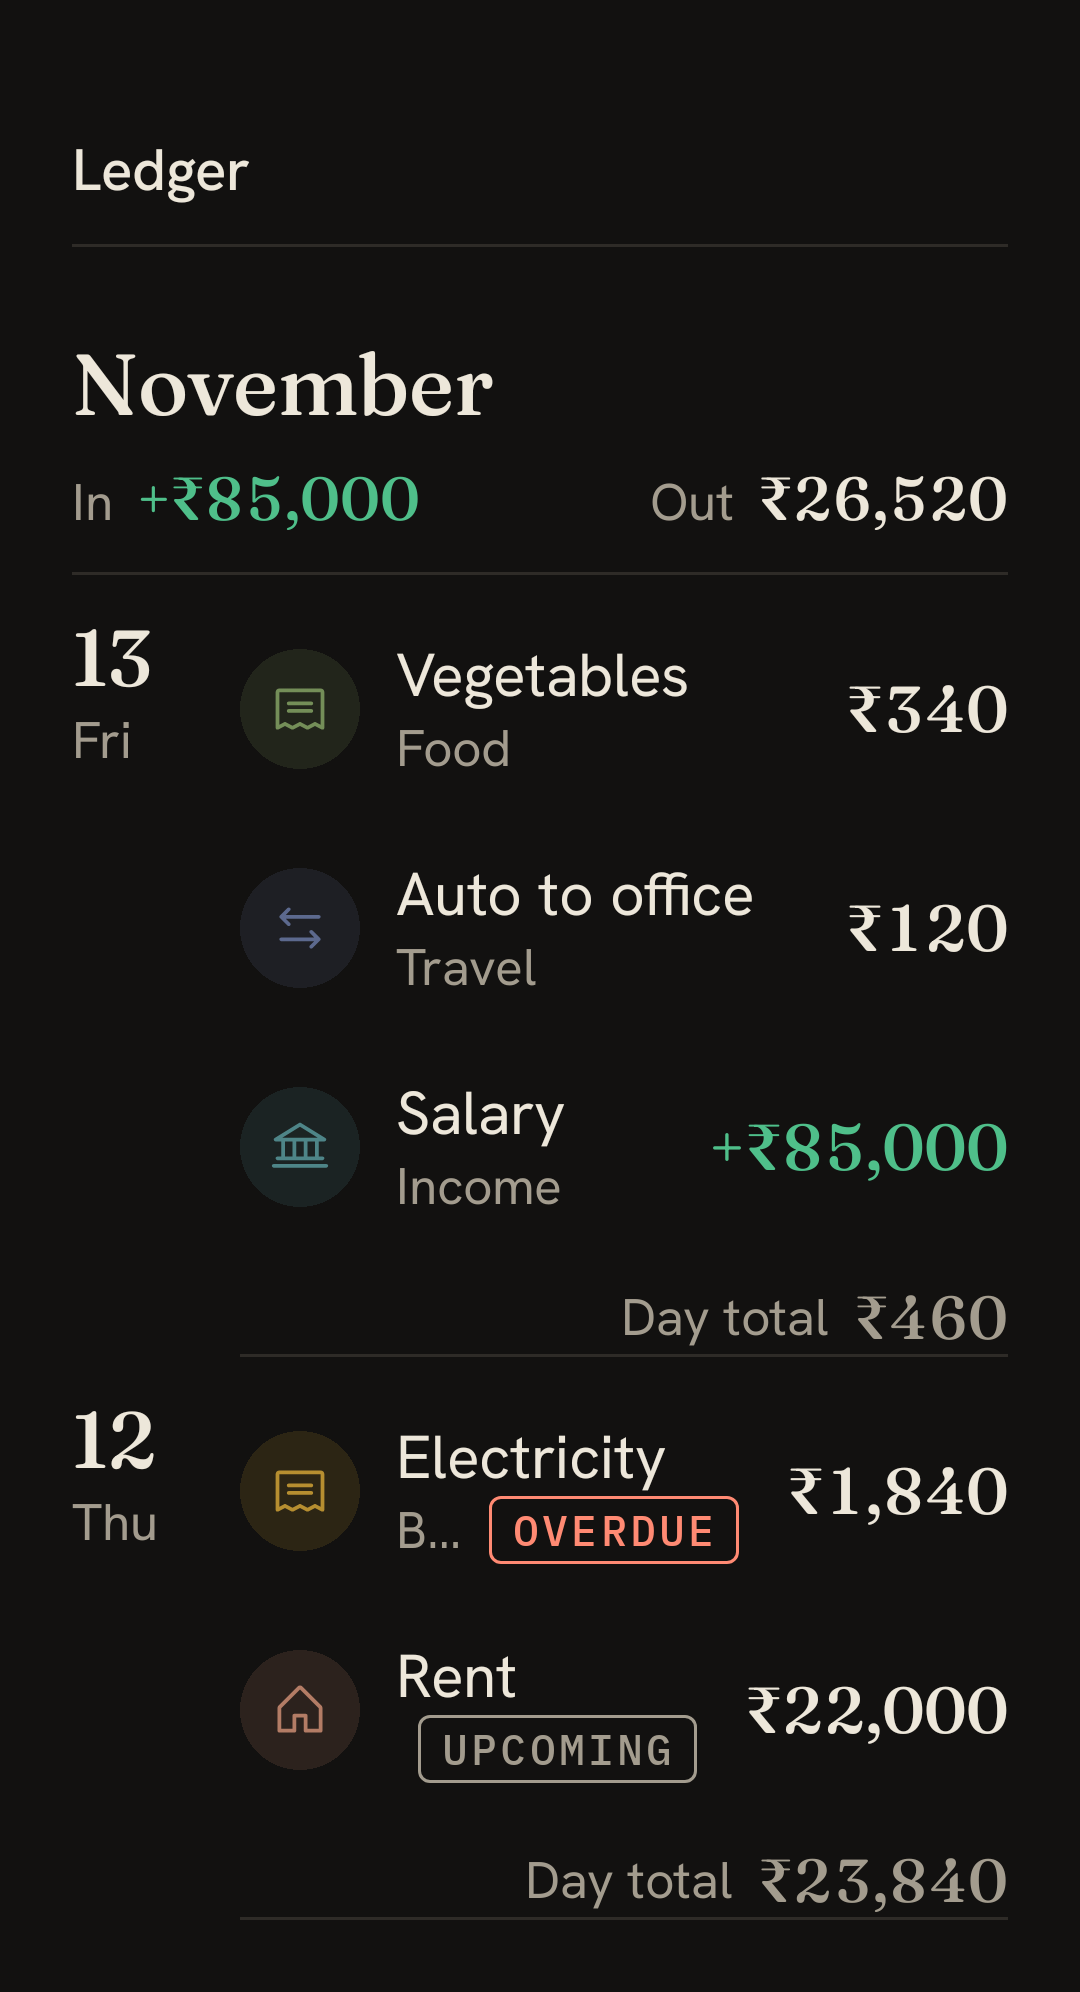 Ledger
November
In +₹85,000 Out ₹26,520
13 Vegetables ₹340
Fri Food
Auto to office ₹120
Travel
Salary +₹85,000
Income
Day total ₹460
12 Electricity ₹1,840
Thu B... OVERDUE
Rent ₹22,000
UPCOMING
Day total ₹23,840